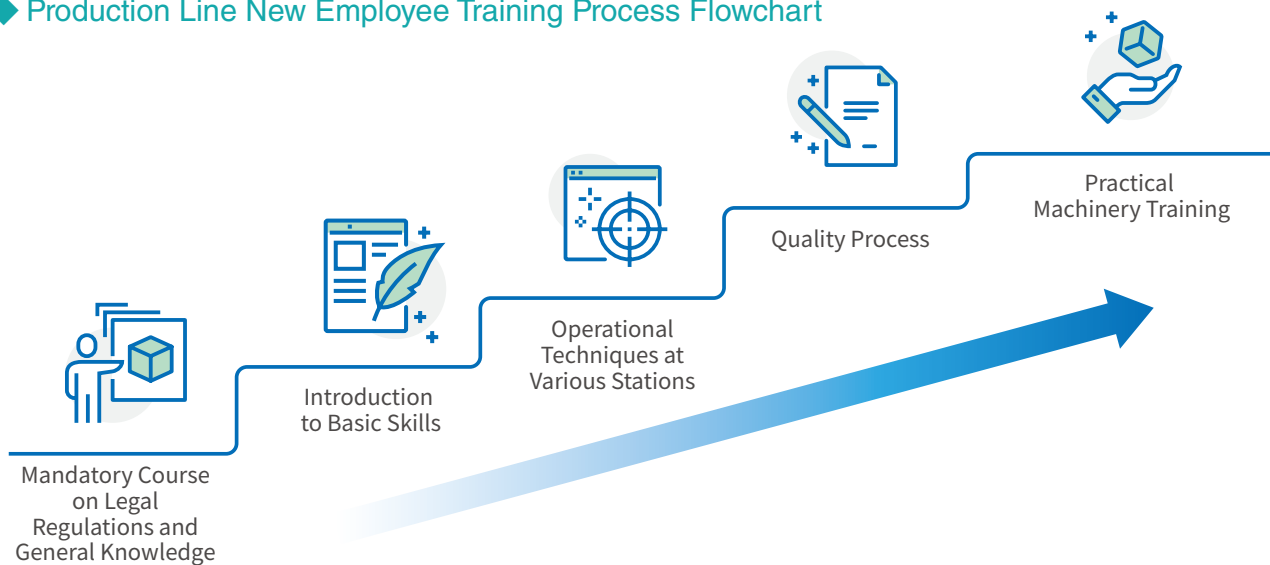 Production Line New Employee Training Process Flowchart
Mandatory Course
on Legal
Regulations and
General Knowledge
Introduction
to Basic Skills
Operational
Techniques at
Various Stations
Quality Process
Practical
Machinery Training